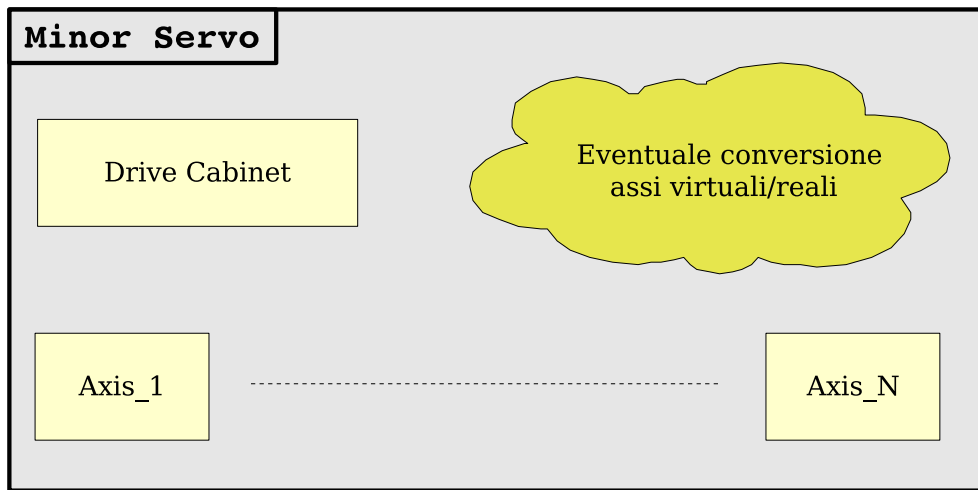 Minor Servo
Drive Cabinet
Eventuale conversione
assi virtuali/reali
Axis_1
Axis_N